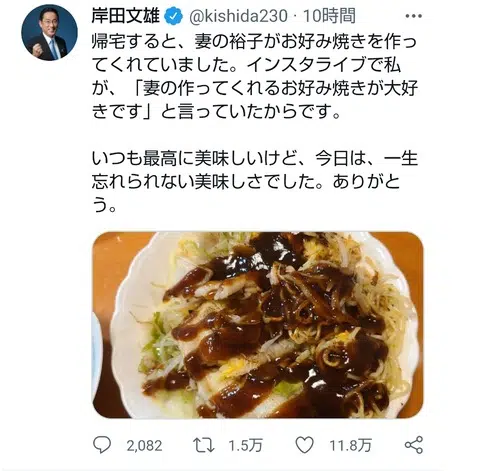 岸田文雄 @kishida230・10時間
帰宅すると、妻の裕子がお好み焼きを作っ
てくれていました。インスタライブで私
が、「妻の作ってくれるお好み焼きが大好
きです」と言っていたからです。
いつも最高に美味しいけど、今日は、一生
忘れられない美味しさでした。ありがと
う。
2,082 1.5万 11.8万